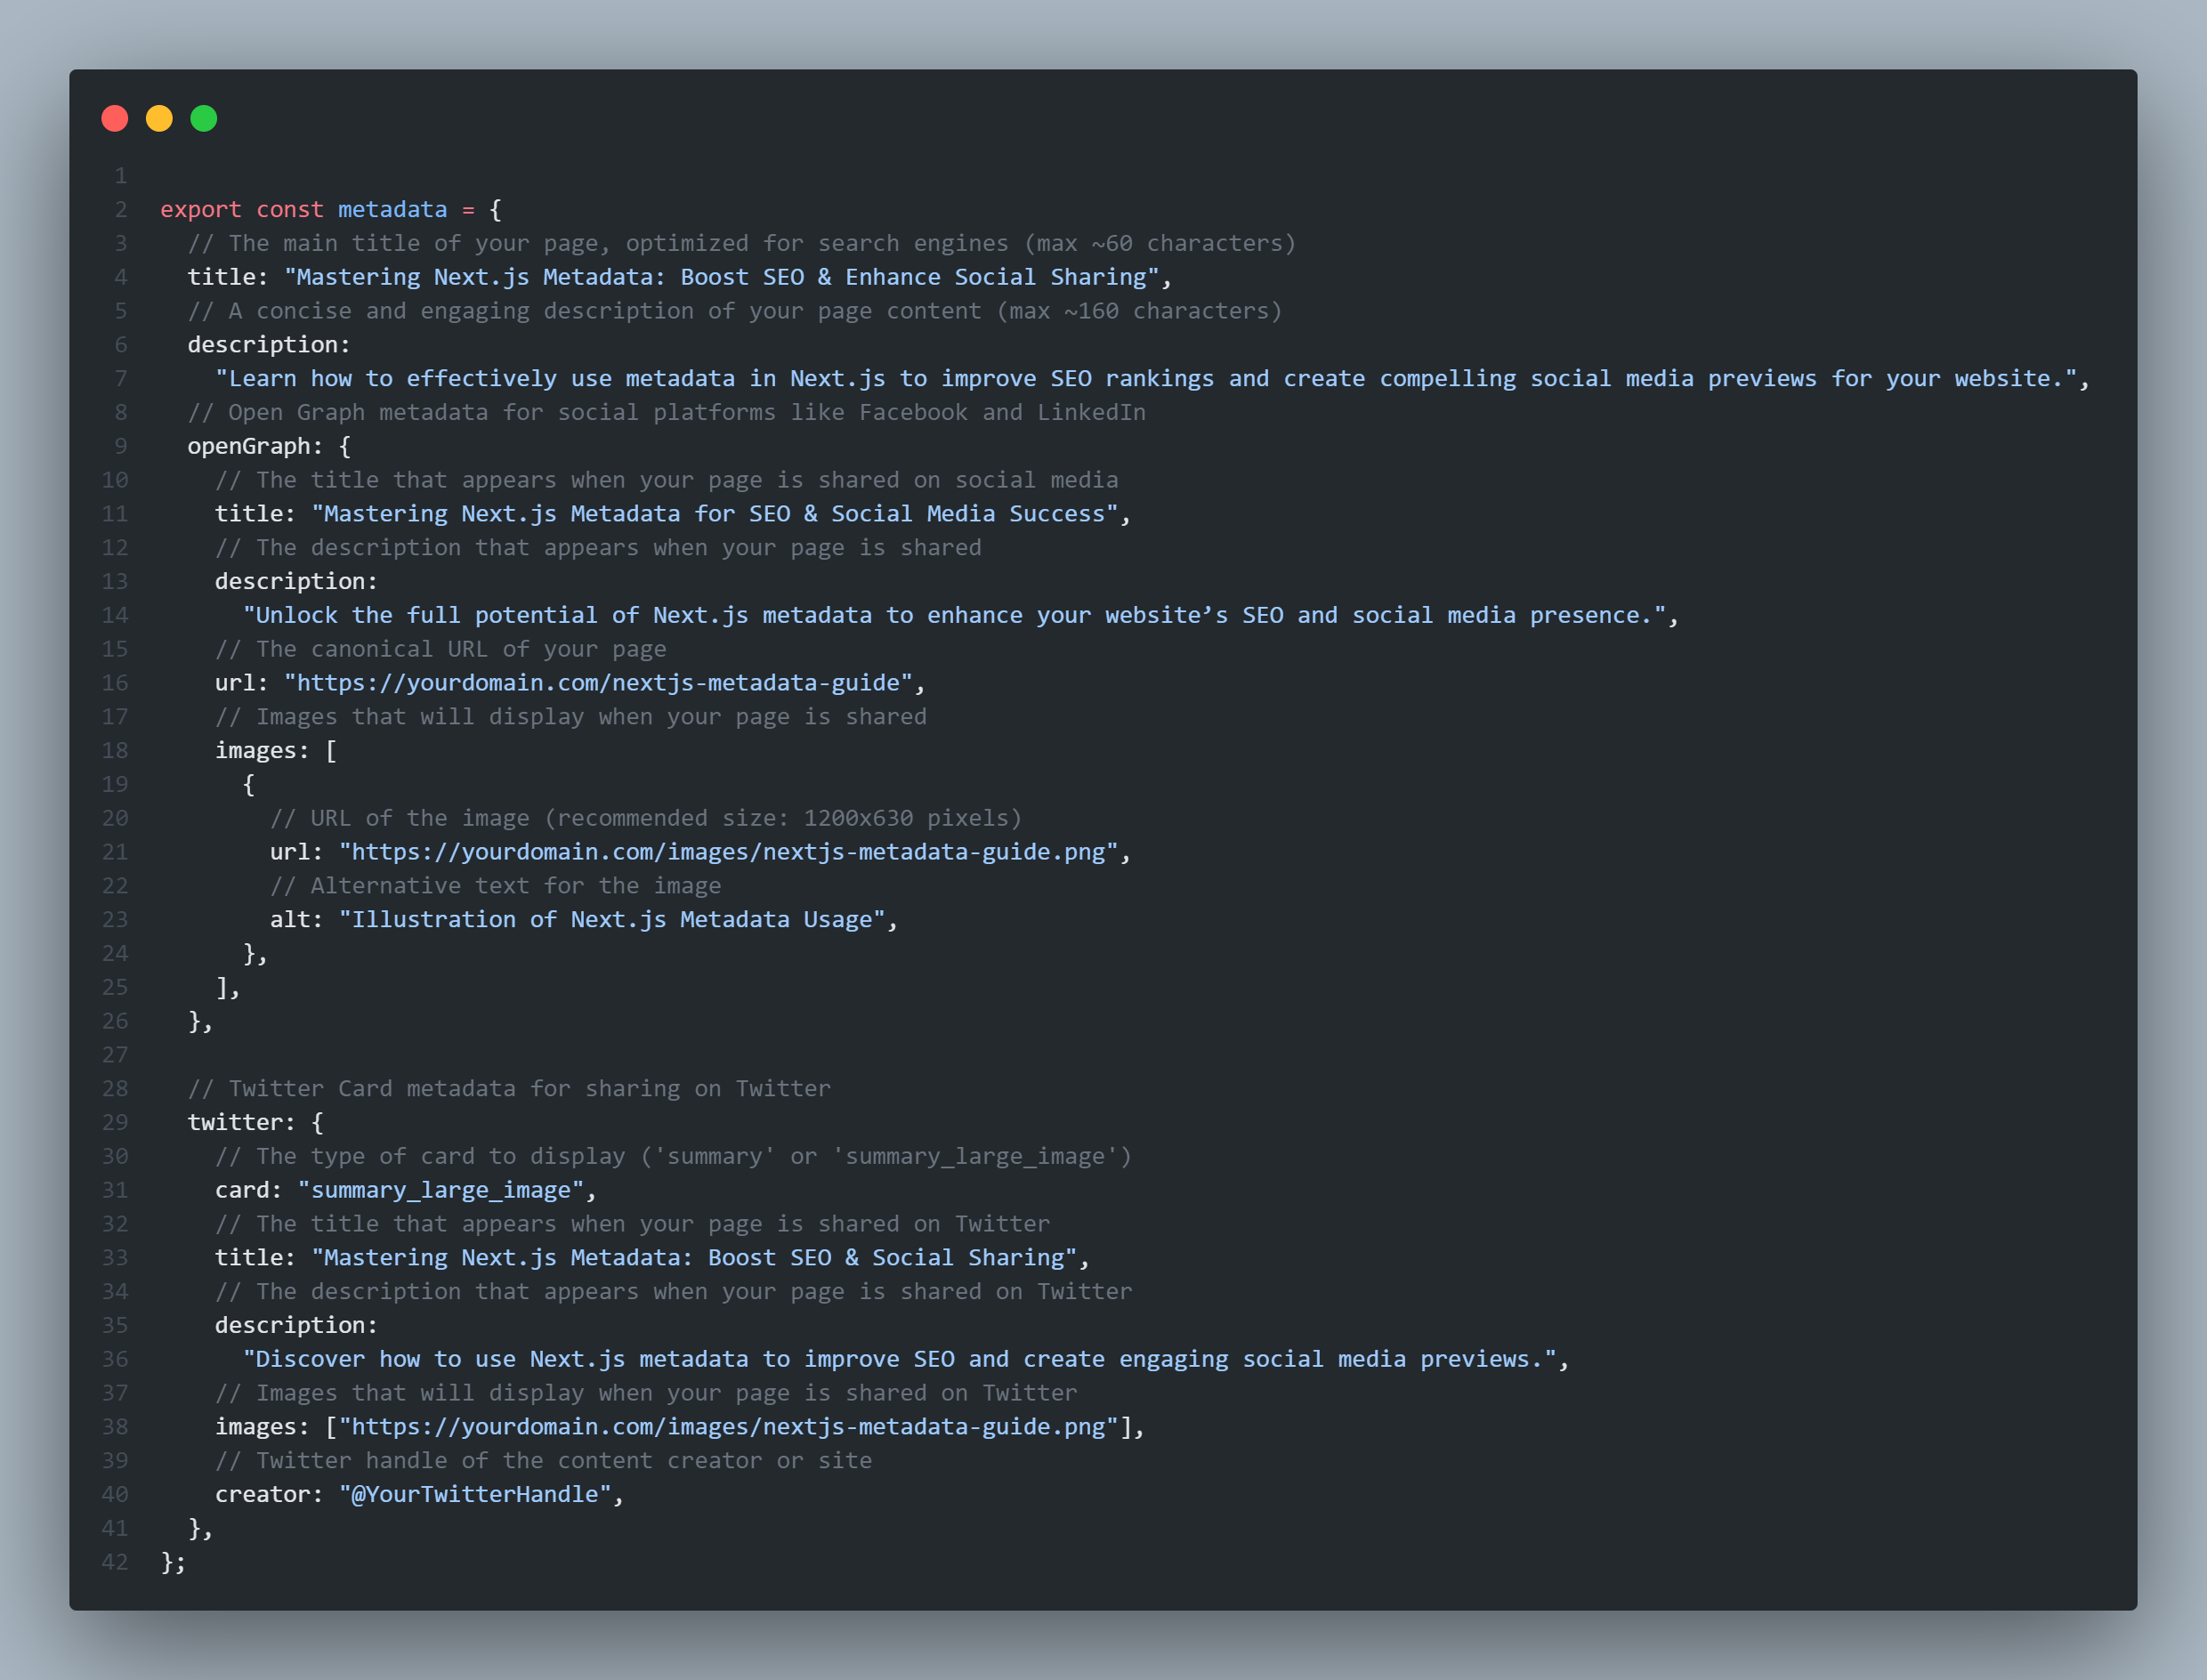 1
2 export const metadata = {
3   // The main title of your page, optimized for search engines (max ~60 characters)
4   title: "Mastering Next.js Metadata: Boost SEO & Enhance Social Sharing",
5   // A concise and engaging description of your page content (max ~160 characters)
6   description:
7     "Learn how to effectively use metadata in Next.js to improve SEO rankings and create compelling social media previews for your website.",
8   // Open Graph metadata for social platforms like Facebook and LinkedIn
9   openGraph: {
10     // The title that appears when your page is shared on social media
11     title: "Mastering Next.js Metadata for SEO & Social Media Success",
12     // The description that appears when your page is shared
13     description:
14       "Unlock the full potential of Next.js metadata to enhance your website’s SEO and social media presence.",
15     // The canonical URL of your page
16     url: "https://yourdomain.com/nextjs-metadata-guide",
17     // Images that will display when your page is shared
18     images: [
19       {
20         // URL of the image (recommended size: 1200x630 pixels)
21         url: "https://yourdomain.com/images/nextjs-metadata-guide.png",
22         // Alternative text for the image
23         alt: "Illustration of Next.js Metadata Usage",
24       },
25     ],
26   },
27
28   // Twitter Card metadata for sharing on Twitter
29   twitter: {
30     // The type of card to display ('summary' or 'summary_large_image')
31     card: "summary_large_image",
32     // The title that appears when your page is shared on Twitter
33     title: "Mastering Next.js Metadata: Boost SEO & Social Sharing",
34     // The description that appears when your page is shared on Twitter
35     description:
36       "Discover how to use Next.js metadata to improve SEO and create engaging social media previews.",
37     // Images that will display when your page is shared on Twitter
38     images: ["https://yourdomain.com/images/nextjs-metadata-guide.png"],
39     // Twitter handle of the content creator or site
40     creator: "@YourTwitterHandle",
41   },
42 };